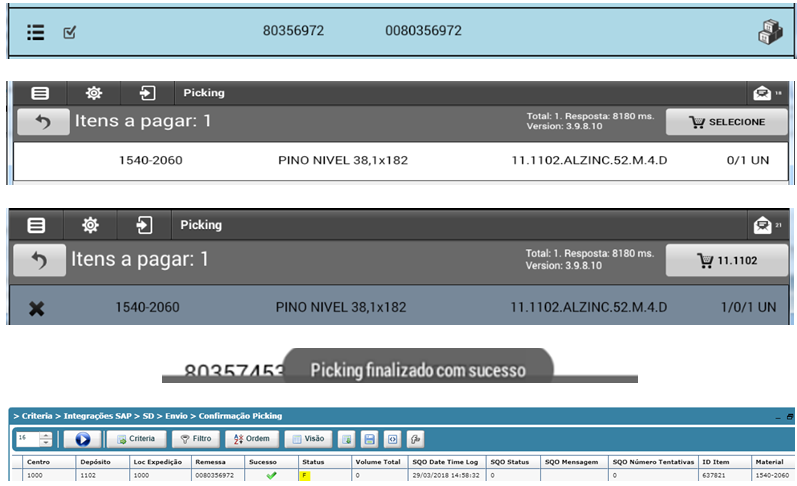 80356972 0080356972
Picking 18
Itens a pagar: 1 Total: 1. Resposta: 8180 ms. SELECIONE
Version: 3.9.8.10
1540-2060 PINO NIVEL 38,1x182 11.1102.ALZINC.52.M.4.D 0/1 UN
Picking 21
Itens a pagar: 1 Total: 1. Resposta: 8180 ms. 11.1102
Version: 3.9.8.10
1540-2060 PINO NIVEL 38,1x182 11.1102.ALZINC.52.M.4.D 1/0/1 UN
80357453 Picking finalizado com sucesso
> Criteria > Integrações SAP > SD > Envio > Confirmação Picking
16 Criteria Filtro Ordem Visão
Centro Depósito Loc Expedição Remessa Sucesso Status Volume Total SQO Date Time Log SQO Status SQO Mensagem SQO Número Tentativas ID Item Material
1000 1102 1000 0080356972 F 0 29/03/2018 14:58:32 0 0 637821 1540-2060